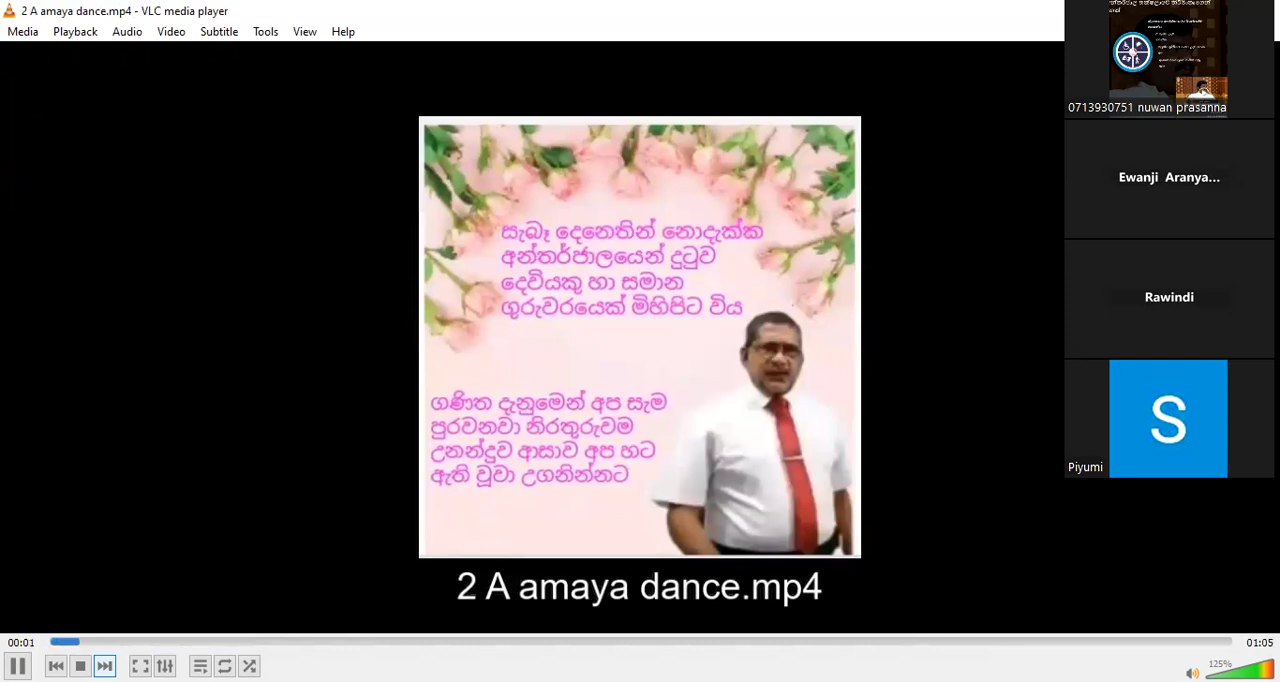 2 A amaya dance.mp4 - VLC media player
Media Playback Audio Video Subtitle Tools View Help
සැබෑ දෙනෙතින් නොදැක්ක
අන්තර්ජාලයෙන් දුටුව
දෙවියකු හා සමාන
ගුරුවරයෙක් මිහිපිට විය
ගණිත දැනුමෙන් අප සැම
පුරවනවා නිරතුරුවම
උනන්දුව ආසාව අප හට
ඇති වූවා උගනින්නට
2 A amaya dance.mp4
00:01
01:05
125%
0713930751 nuwan prasanna
Ewanji Aranya...
Rawindi
S
Piyumi